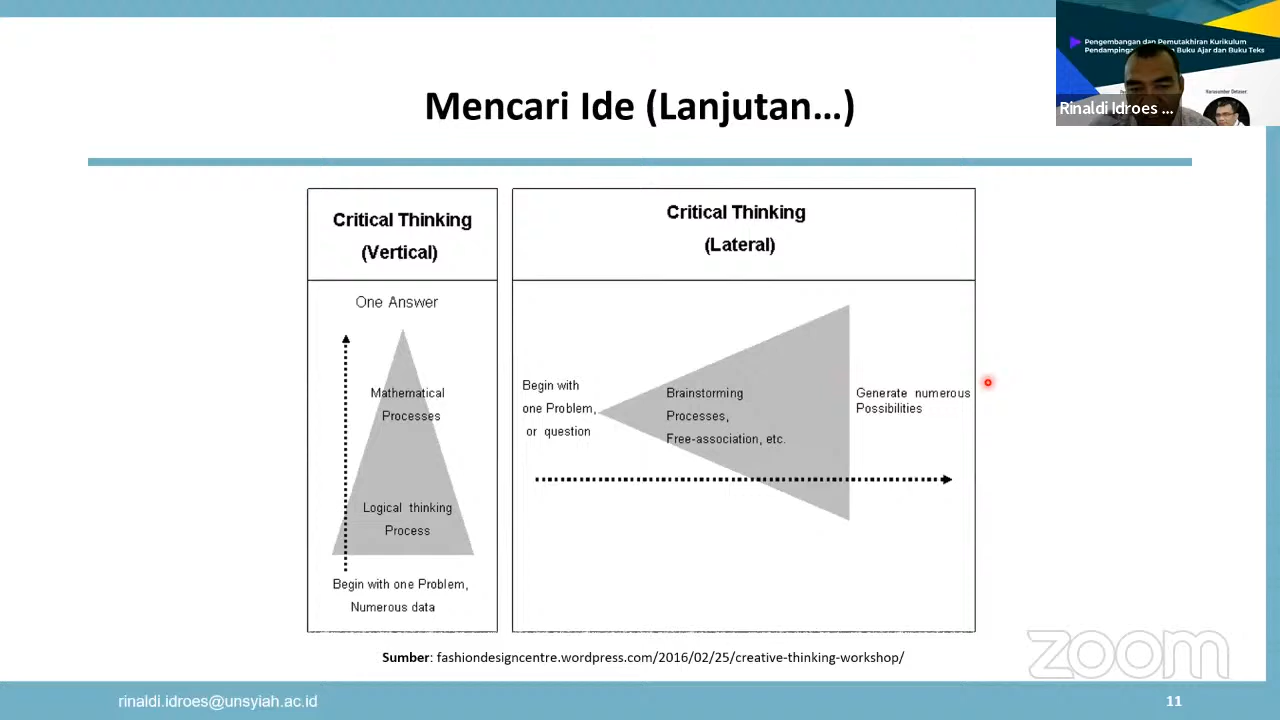 Mencari Ide (Lanjutan...)
Pengembangan dan Pemutakhiran Kurikulum
Buku Ajar dan Buku Teks
Rinaldi Idroes ...
Critical Thinking
(Vertical)
One Answer
Mathematical
Processes
Logical thinking
Process
Begin with one Problem,
Numerous data
Critical Thinking
(Lateral)
Begin with
one Problem,
or question
Brainstorming
Processes,
Free-association, etc.
Generate numerous
Possibilities
Sumber: fashiondesigncentre.wordpress.com/2016/02/25/creative-thinking-workshop/
zoom
rinaldi.idroes@unsyiah.ac.id
11